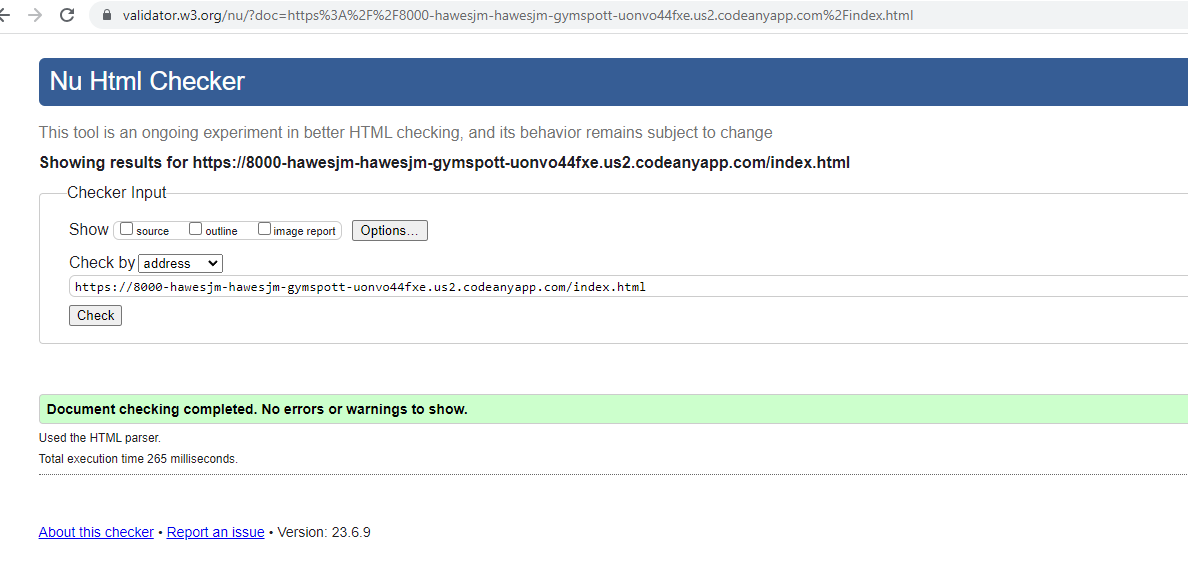 validator.w3.org/nu/?doc=https%3A%2F%2F8000-hawesjm-hawesjm-gymspott-uonvo44fxe.us2.codeanyapp.com%2Findex.html
Nu Html Checker
This tool is an ongoing experiment in better HTML checking, and its behavior remains subject to change
Showing results for https://8000-hawesjm-hawesjm-gymspott-uonvo44fxe.us2.codeanyapp.com/index.html
Checker Input
Show source outline image report Options...
Check by address
https://8000-hawesjm-hawesjm-gymspott-uonvo44fxe.us2.codeanyapp.com/index.html
Check
Document checking completed. No errors or warnings to show.
Used the HTML parser.
Total execution time 265 milliseconds.
About this checker • Report an issue • Version: 23.6.9